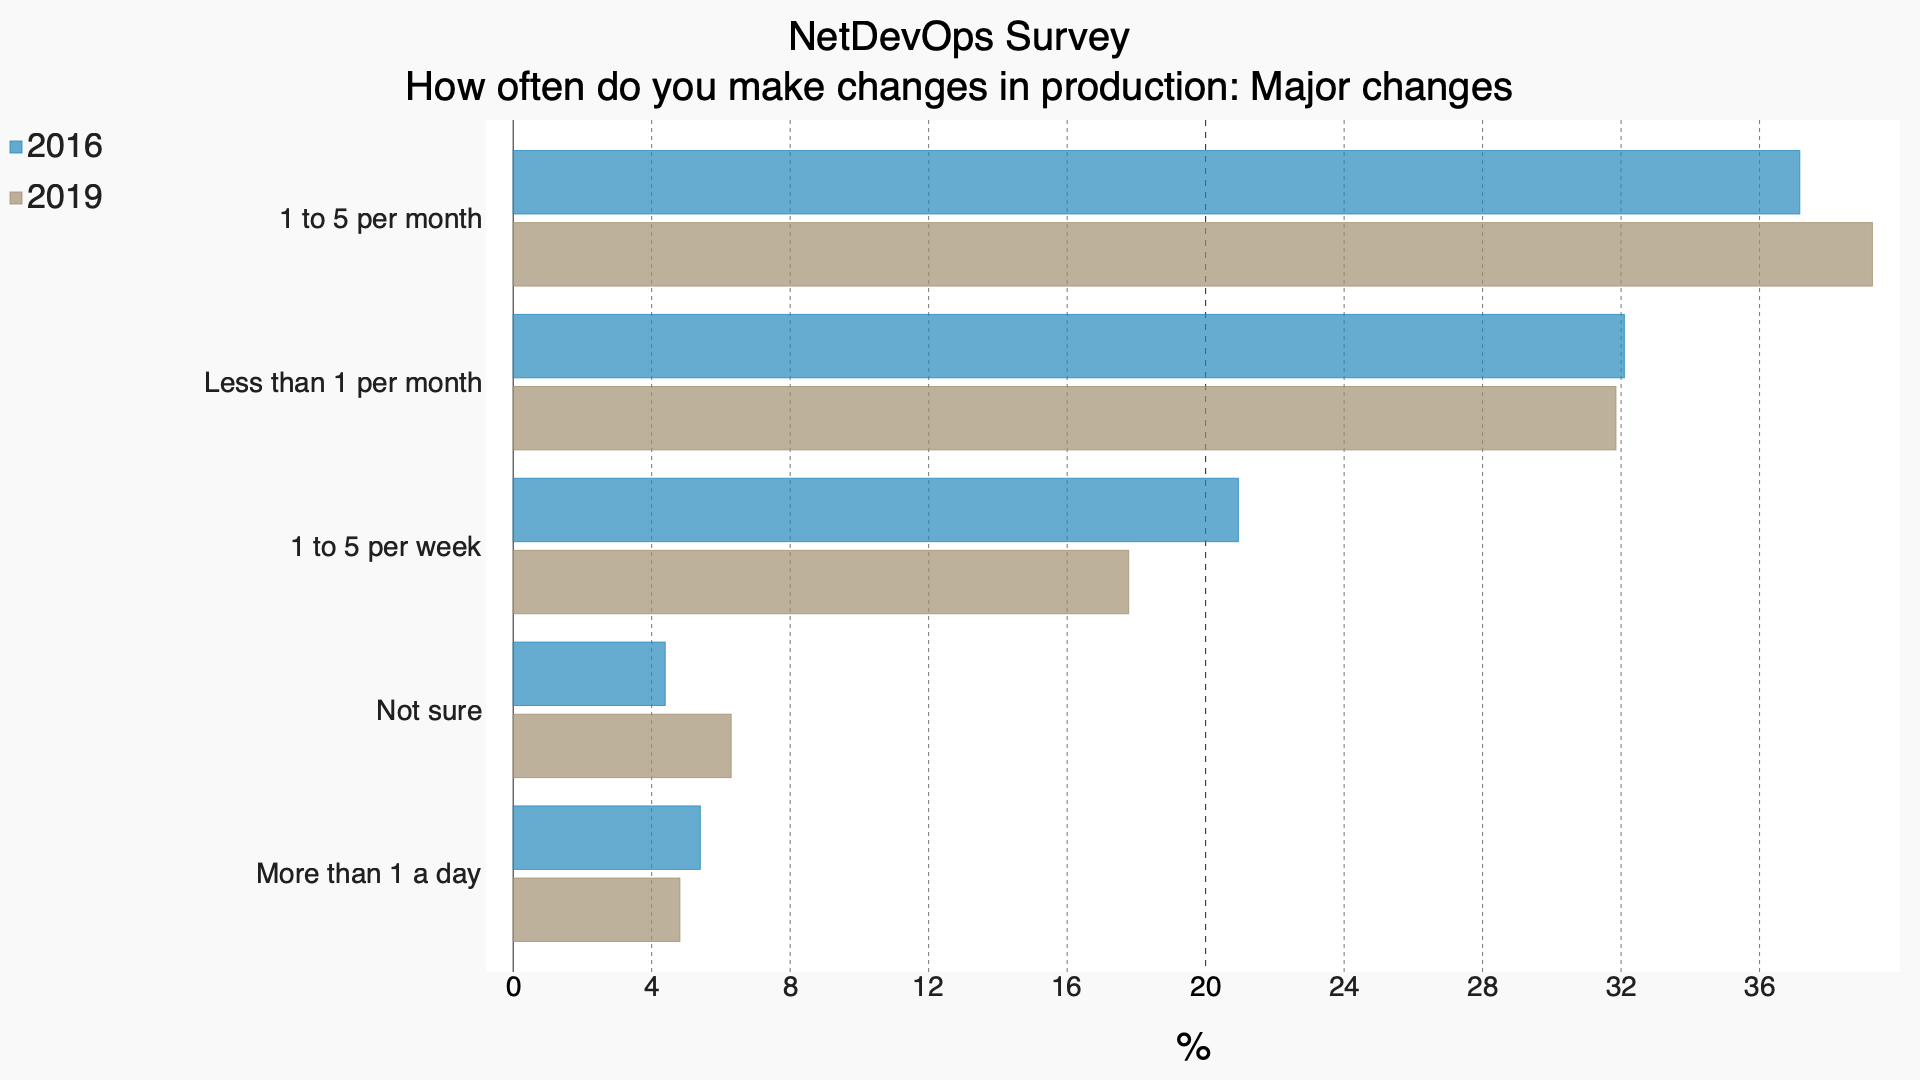 NetDevOps Survey
How often do you make changes in production: Major changes
2016
2019
1 to 5 per month
Less than 1 per month
1 to 5 per week
Not sure
More than 1 a day
0 4 8 12 16 20 24 28 32 36
%